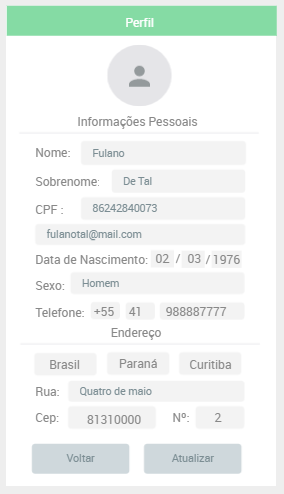 Perfil
Informações Pessoais
Nome: Fulano
Sobrenome: De Tal
CPF : 86242840073
fulanotal@mail.com
Data de Nascimento: 02 / 03 / 1976
Sexo: Homem
Telefone: +55 41 988887777
Endereço
Brasil Paraná Curitiba
Rua: Quatro de maio
Cep: 81310000 Nº: 2
Voltar Atualizar